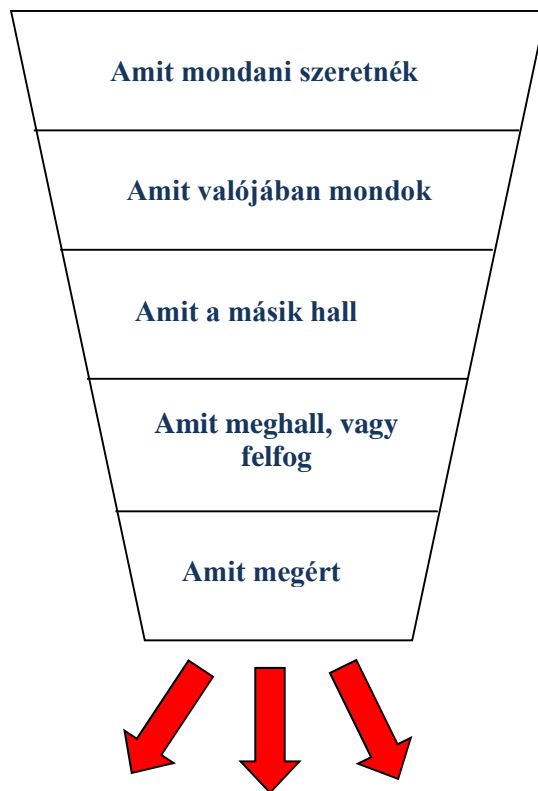 Amit mondani szeretnék
Amit valójában mondok
Amit a másik hall
Amit meghall, vagy
felfog
Amit megért